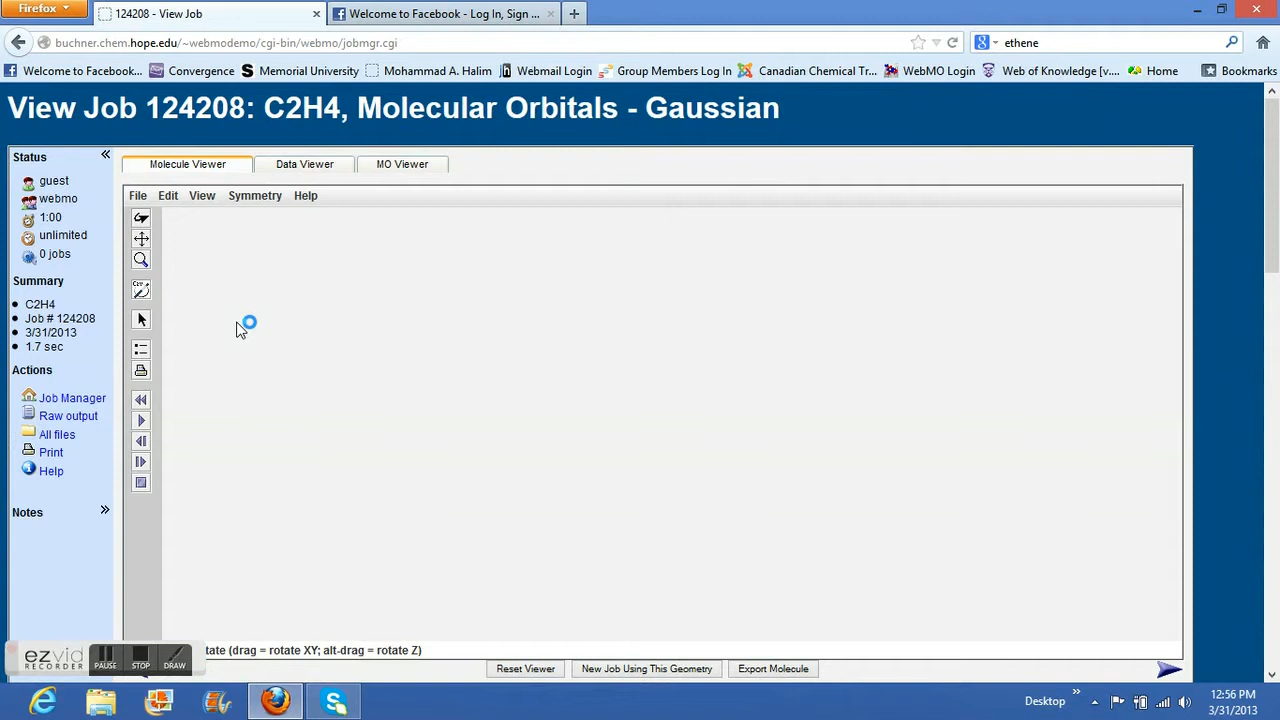 Firefox
124208 - View Job
Welcome to Facebook - Log In, Sign ...
buchner.chem.hope.edu/~webmodemo/cgi-bin/webmo/jobmgr.cgi
ethene
Welcome to Facebook...
Convergence
Memorial University
Mohammad A. Halim
Webmail Login
Group Members Log In
Canadian Chemical Tr...
WebMO Login
Web of Knowledge [v....
Home
Bookmarks
View Job 124208: C2H4, Molecular Orbitals - Gaussian
Status
guest
webmo
1:00
unlimited
0 jobs
Summary
C2H4
Job # 124208
3/31/2013
1.7 sec
Actions
Job Manager
Raw output
All files
Print
Help
Notes
Molecule Viewer
Data Viewer
MO Viewer
File Edit View Symmetry Help
tate (drag = rotate XY; alt-drag = rotate Z)
Reset Viewer
New Job Using This Geometry
Export Molecule
ezvid
RECORDER
PAUSE
STOP
DRAW
Desktop
12:56 PM
3/31/2013